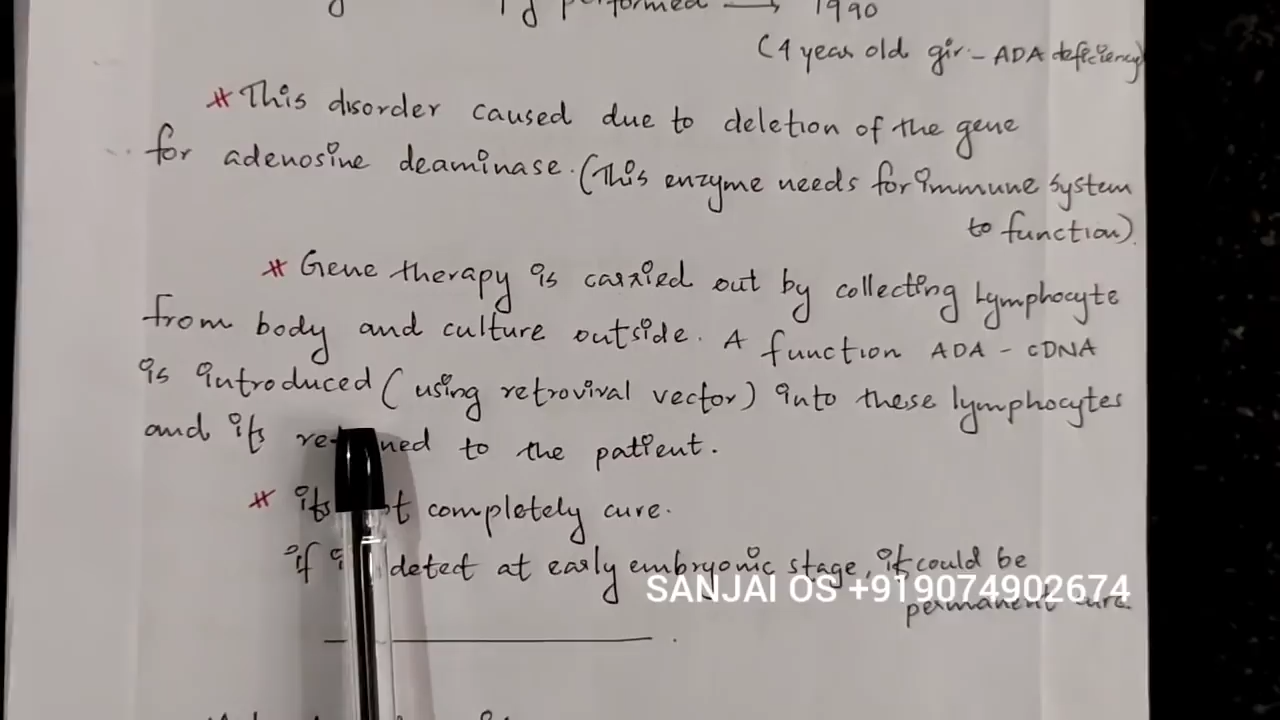 performed → 1990
(4 year old gir - ADA deficiency)
* This disorder caused due to deletion of the gene
for adenosine deaminase. (This enzyme needs for immune system
to function).
* Gene therapy is carried out by collecting Lymphocyte
from body and culture outside. A function ADA - cDNA
is introduced (using retroviral vector) into these lymphocytes
and its re ned to the patient.
* its completely cure.
if detect at early embryonic stage, it could be
permanent cure.
SANJAI OS +919074902674